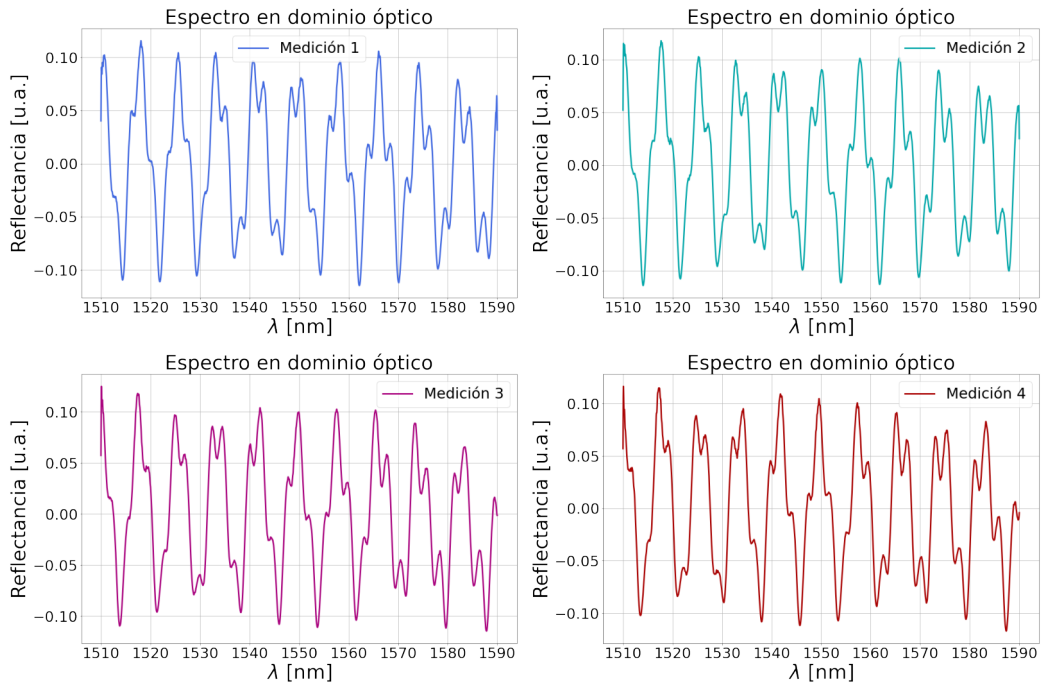 Espectro en dominio óptico
Medición 1
Reflectancia [u.a.]
0.10
0.05
0.00
−0.05
−0.10
1510 1520 1530 1540 1550 1560 1570 1580 1590
λ [nm]
Espectro en dominio óptico
Medición 2
Reflectancia [u.a.]
0.10
0.05
0.00
−0.05
−0.10
1510 1520 1530 1540 1550 1560 1570 1580 1590
λ [nm]
Espectro en dominio óptico
Medición 3
Reflectancia [u.a.]
0.10
0.05
0.00
−0.05
−0.10
1510 1520 1530 1540 1550 1560 1570 1580 1590
λ [nm]
Espectro en dominio óptico
Medición 4
Reflectancia [u.a.]
0.10
0.05
0.00
−0.05
−0.10
1510 1520 1530 1540 1550 1560 1570 1580 1590
λ [nm]